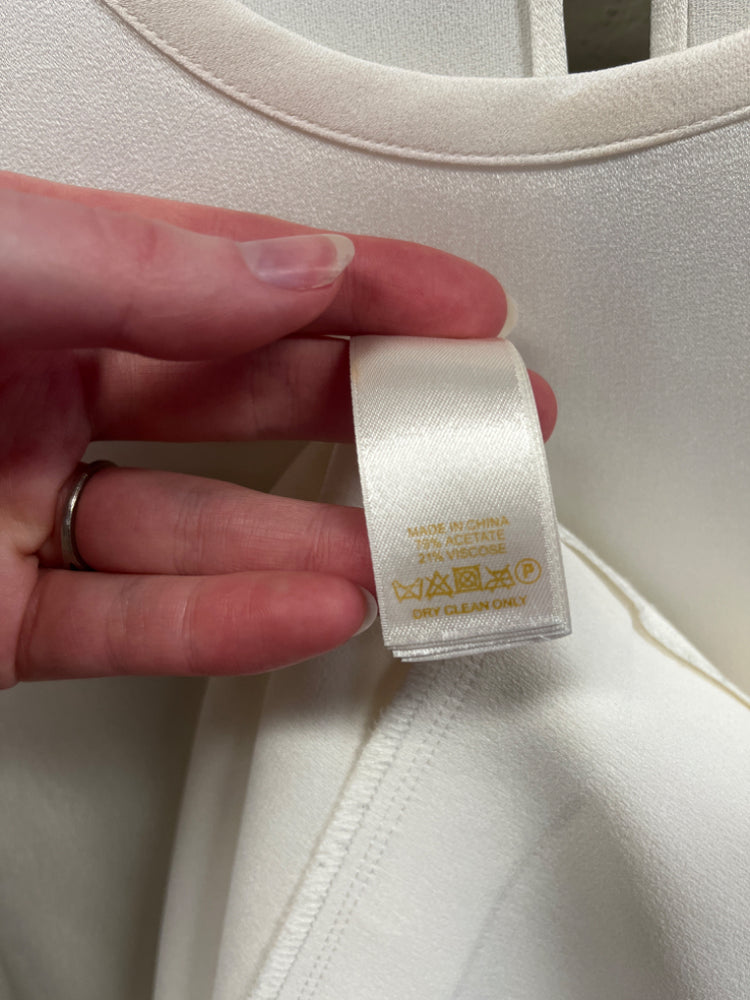 MADE IN CHINA
79% ACETATE
21% VISCOSE
P
DRY CLEAN ONLY